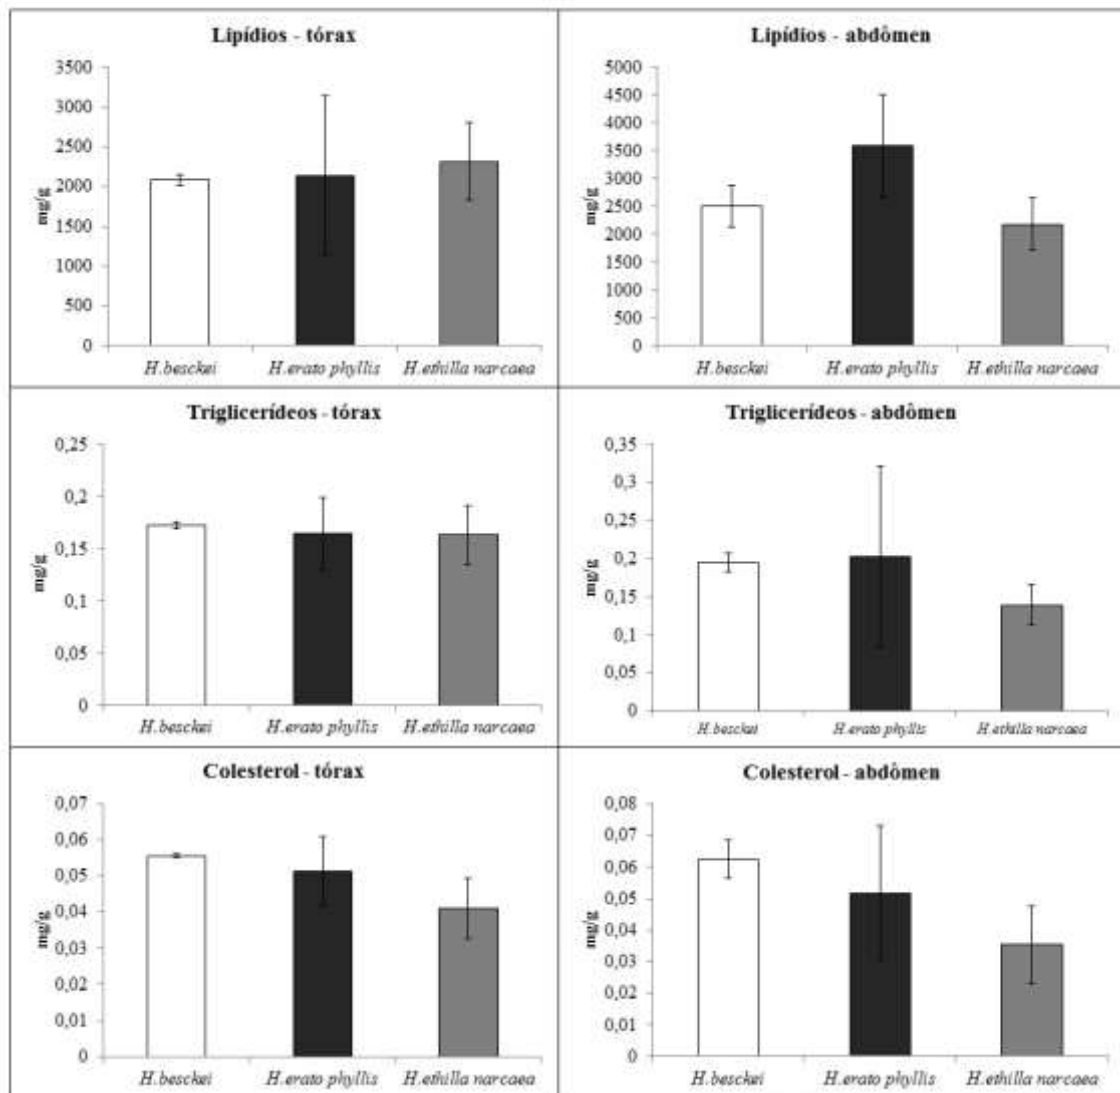 Lipídios - tórax
3500
3000
2500
2000
1500
1000
500
0
mg/g
H.besckei H.erato phyllis H.ethilla narcaea
Lipídios - abdômen
5000
4500
4000
3500
3000
2500
2000
1500
1000
500
0
mg/g
H.besckei H.erato phyllis H.ethilla narcaea
Triglicerídeos - tórax
0,25
0,2
0,15
0,1
0,05
0
mg/g
H.besckei H.erato phyllis H.ethilla narcaea
Triglicerídeos - abdômen
0,35
0,3
0,25
0,2
0,15
0,1
0,05
0
mg/g
H.besckei H.erato phyllis H.ethilla narcaea
Colesterol - tórax
0,07
0,06
0,05
0,04
0,03
0,02
0,01
0
mg/g
H.besckei H.erato phyllis H.ethilla narcaea
Colesterol - abdômen
0,08
0,07
0,06
0,05
0,04
0,03
0,02
0,01
0
mg/g
H.besckei H.erato phyllis H.ethilla narcaea